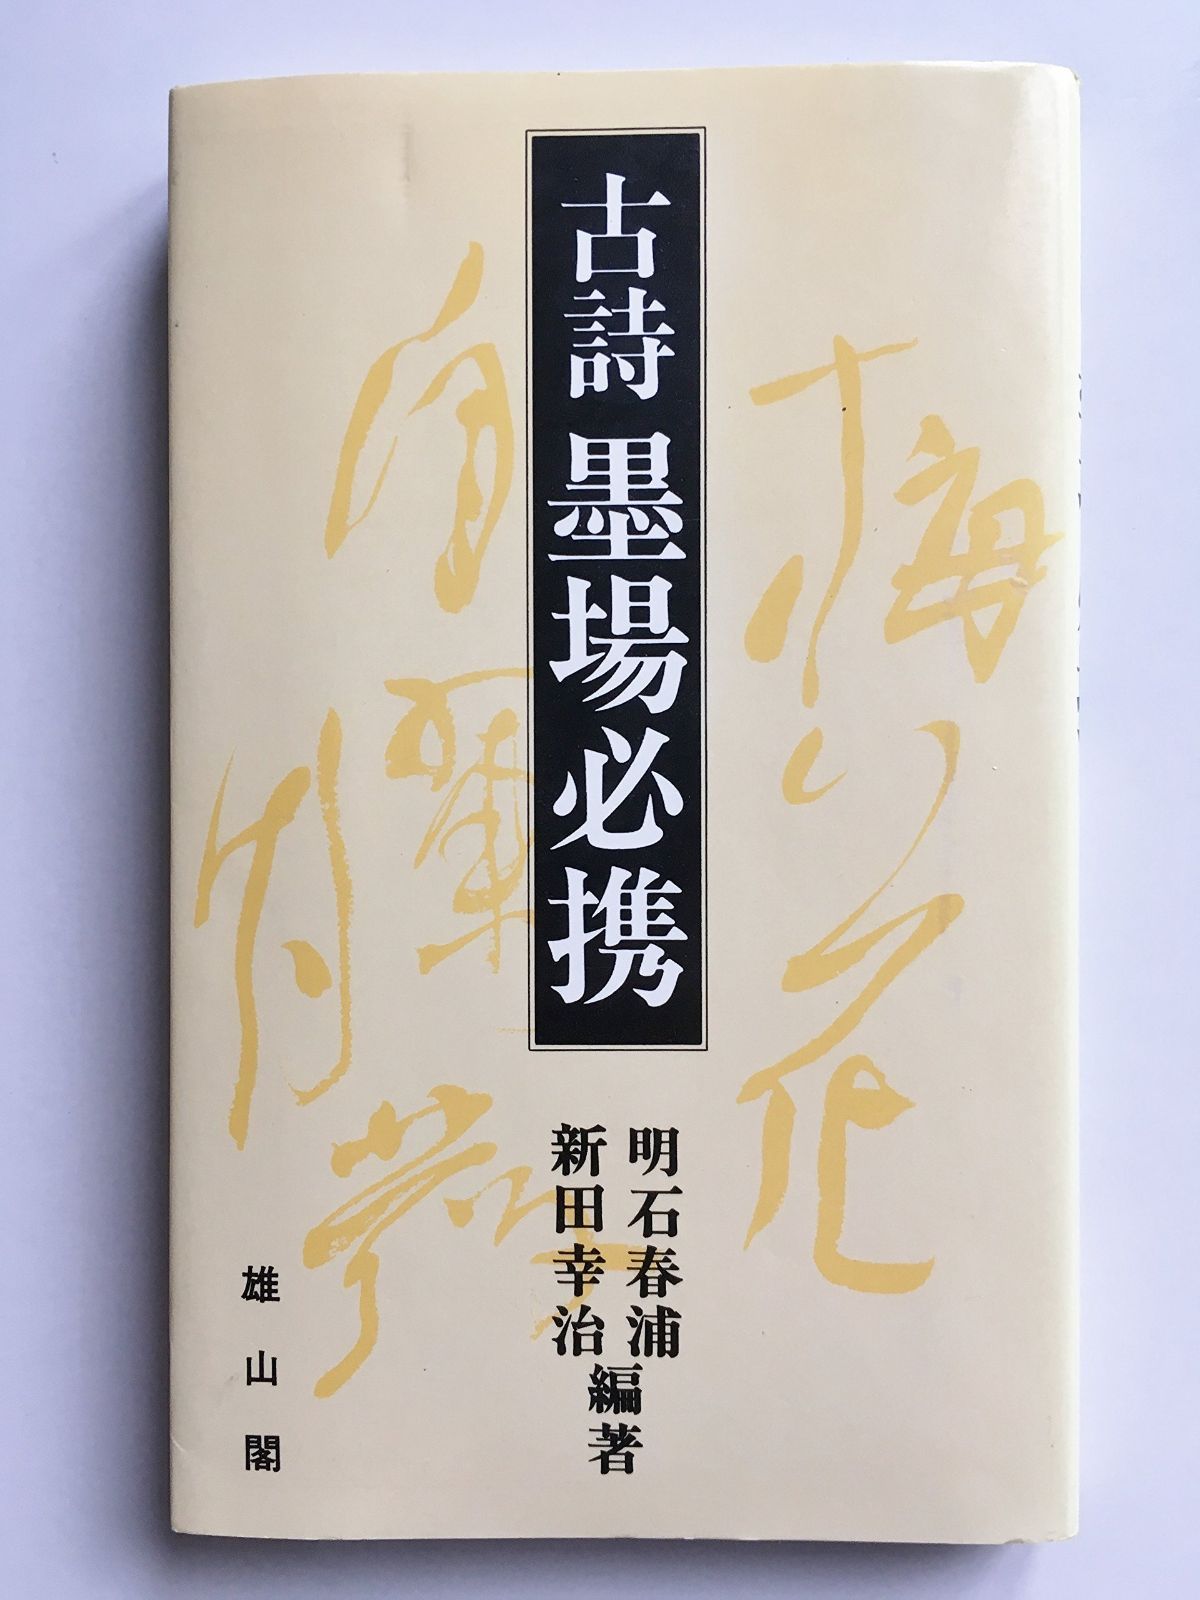 古詩 墨場必携
明石春浦
新田幸治
編著
雄山閣